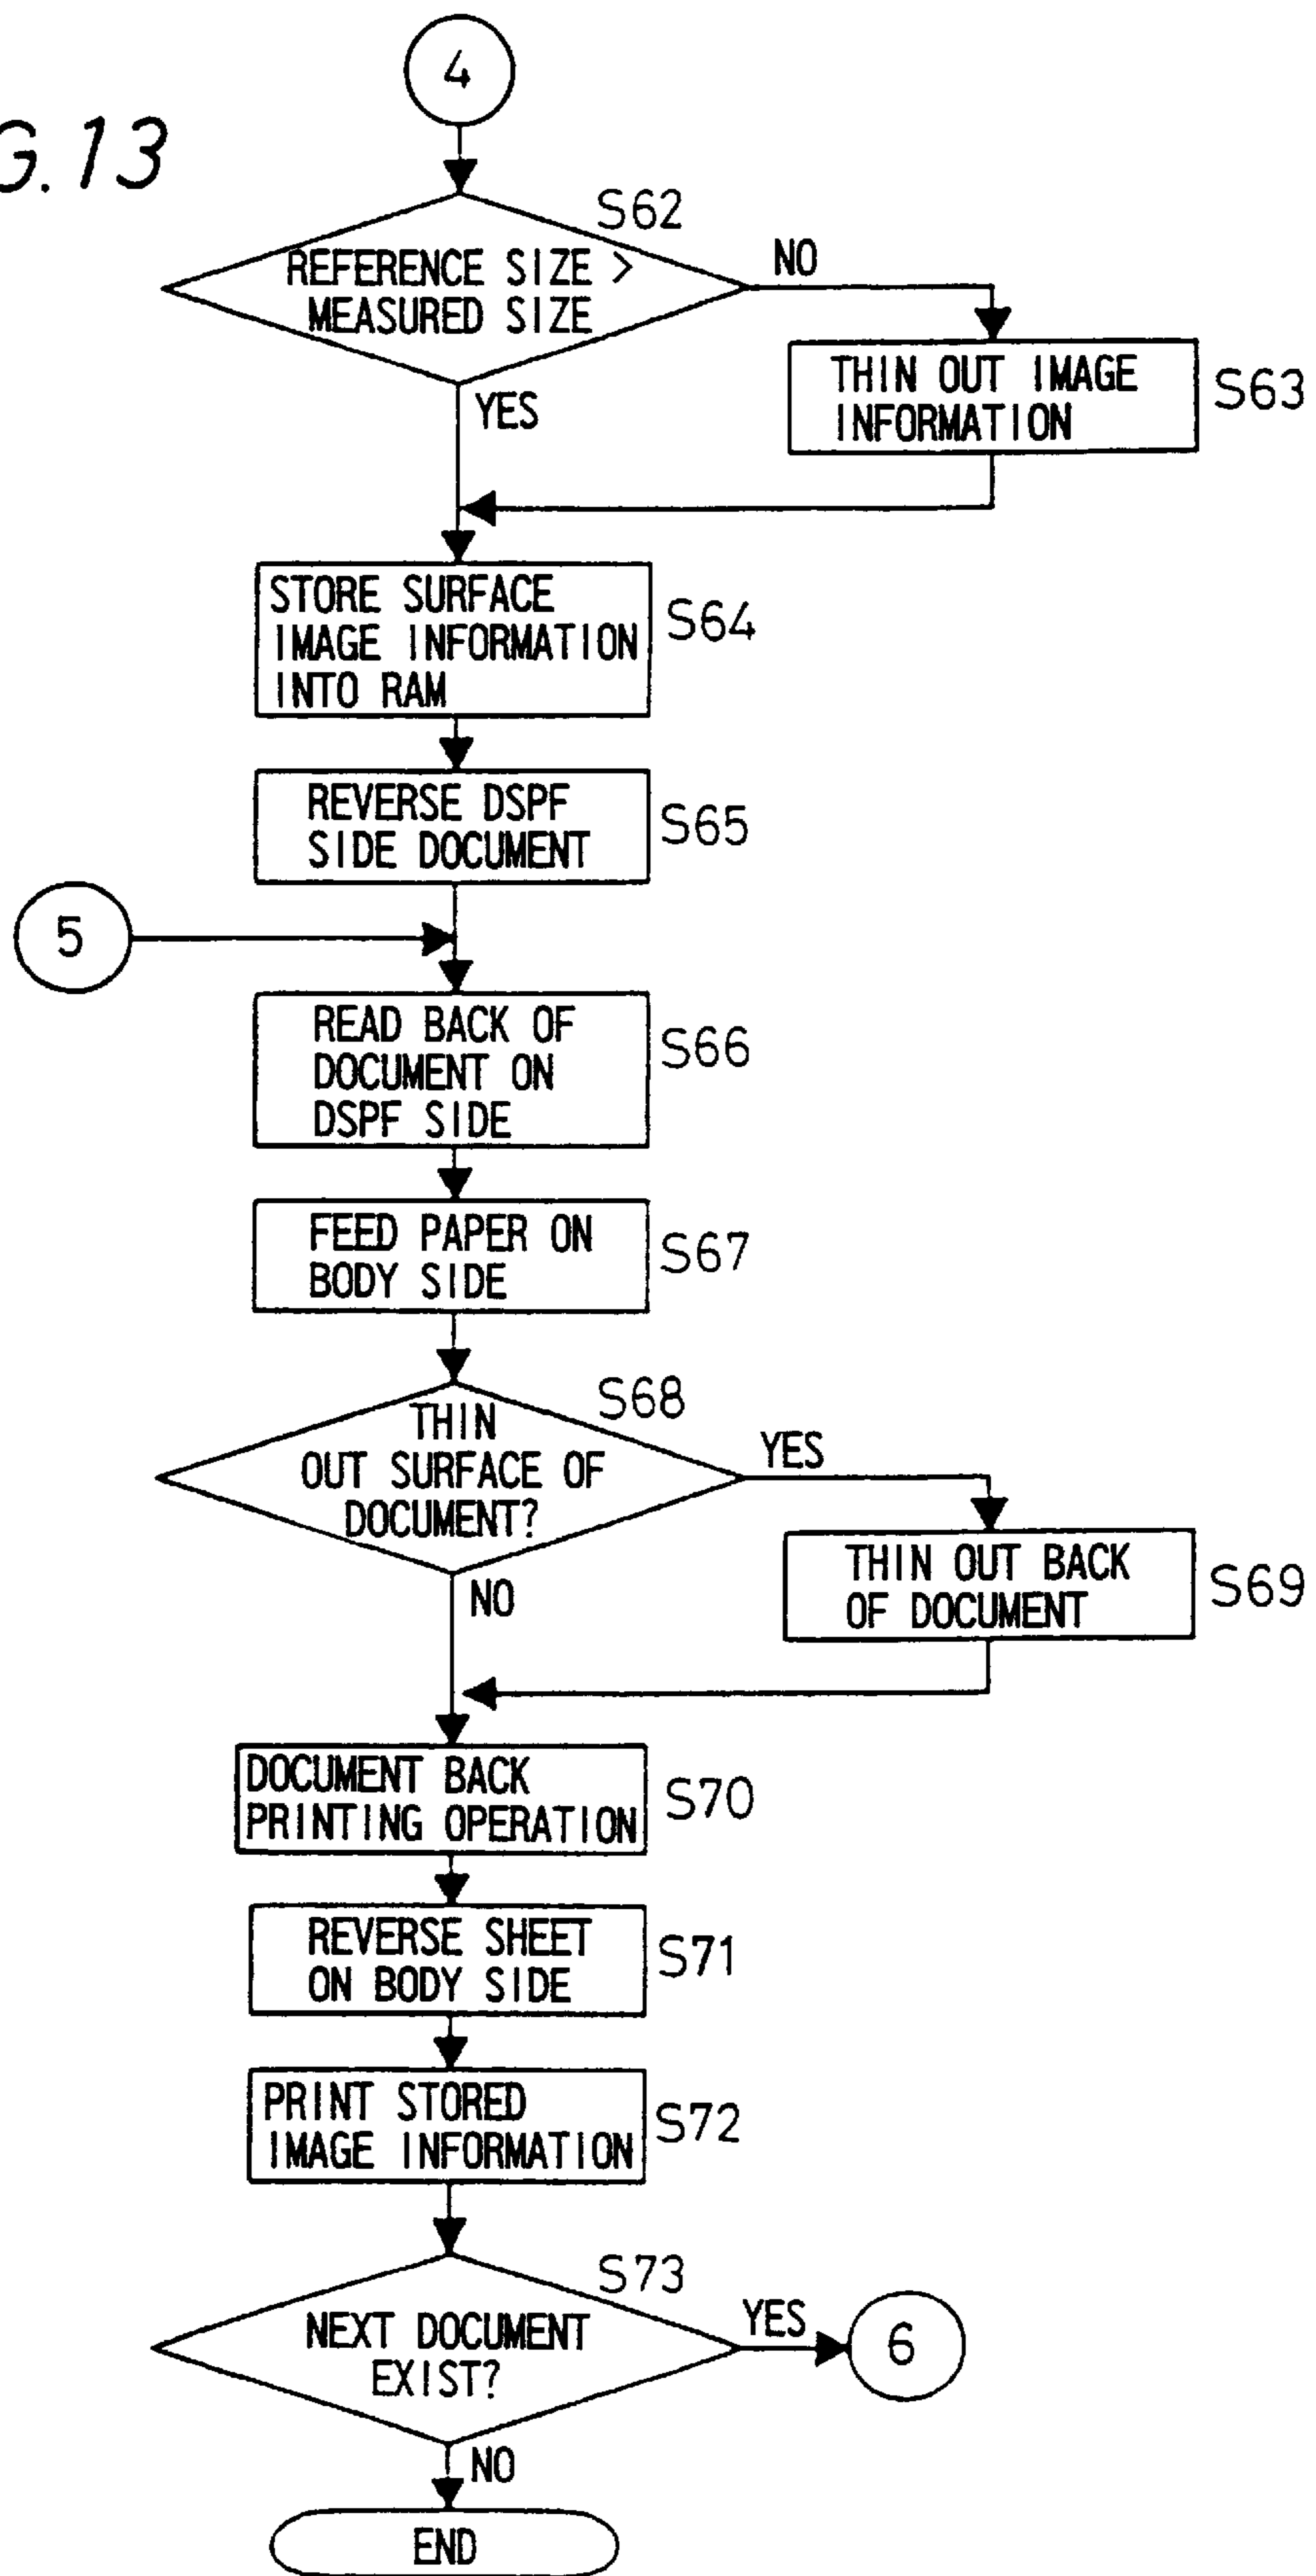 4
G. 13
S62
REFERENCE SIZE >
MEASURED SIZE
NO
YES
THIN OUT IMAGE
INFORMATION
S63
STORE SURFACE
IMAGE INFORMATION
INTO RAM
S64
REVERSE DSPF
SIDE DOCUMENT
S65
5
READ BACK OF
DOCUMENT ON
DSPF SIDE
S66
FEED PAPER ON
BODY SIDE
S67
S68
THIN
OUT SURFACE OF
DOCUMENT?
YES
NO
THIN OUT BACK
OF DOCUMENT
S69
DOCUMENT BACK
PRINTING OPERATION
S70
REVERSE SHEET
ON BODY SIDE
S71
PRINT STORED
IMAGE INFORMATION
S72
S73
NEXT DOCUMENT
EXIST?
YES
6
NO
END